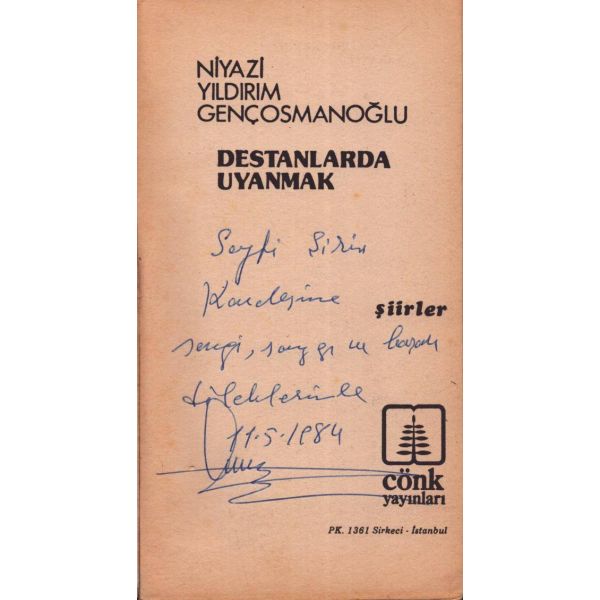 NİYAZİ
YILDIRIM
GENÇOSMANOĞLU
DESTANLARDA
UYANMAK
Seyfi Şirin
Kardeşime
şiirler
sevgi, saygı ve başarı
dileklerimle
11.5.1984
cönk
yayınları
PK. 1361 Sirkeci - İstanbul